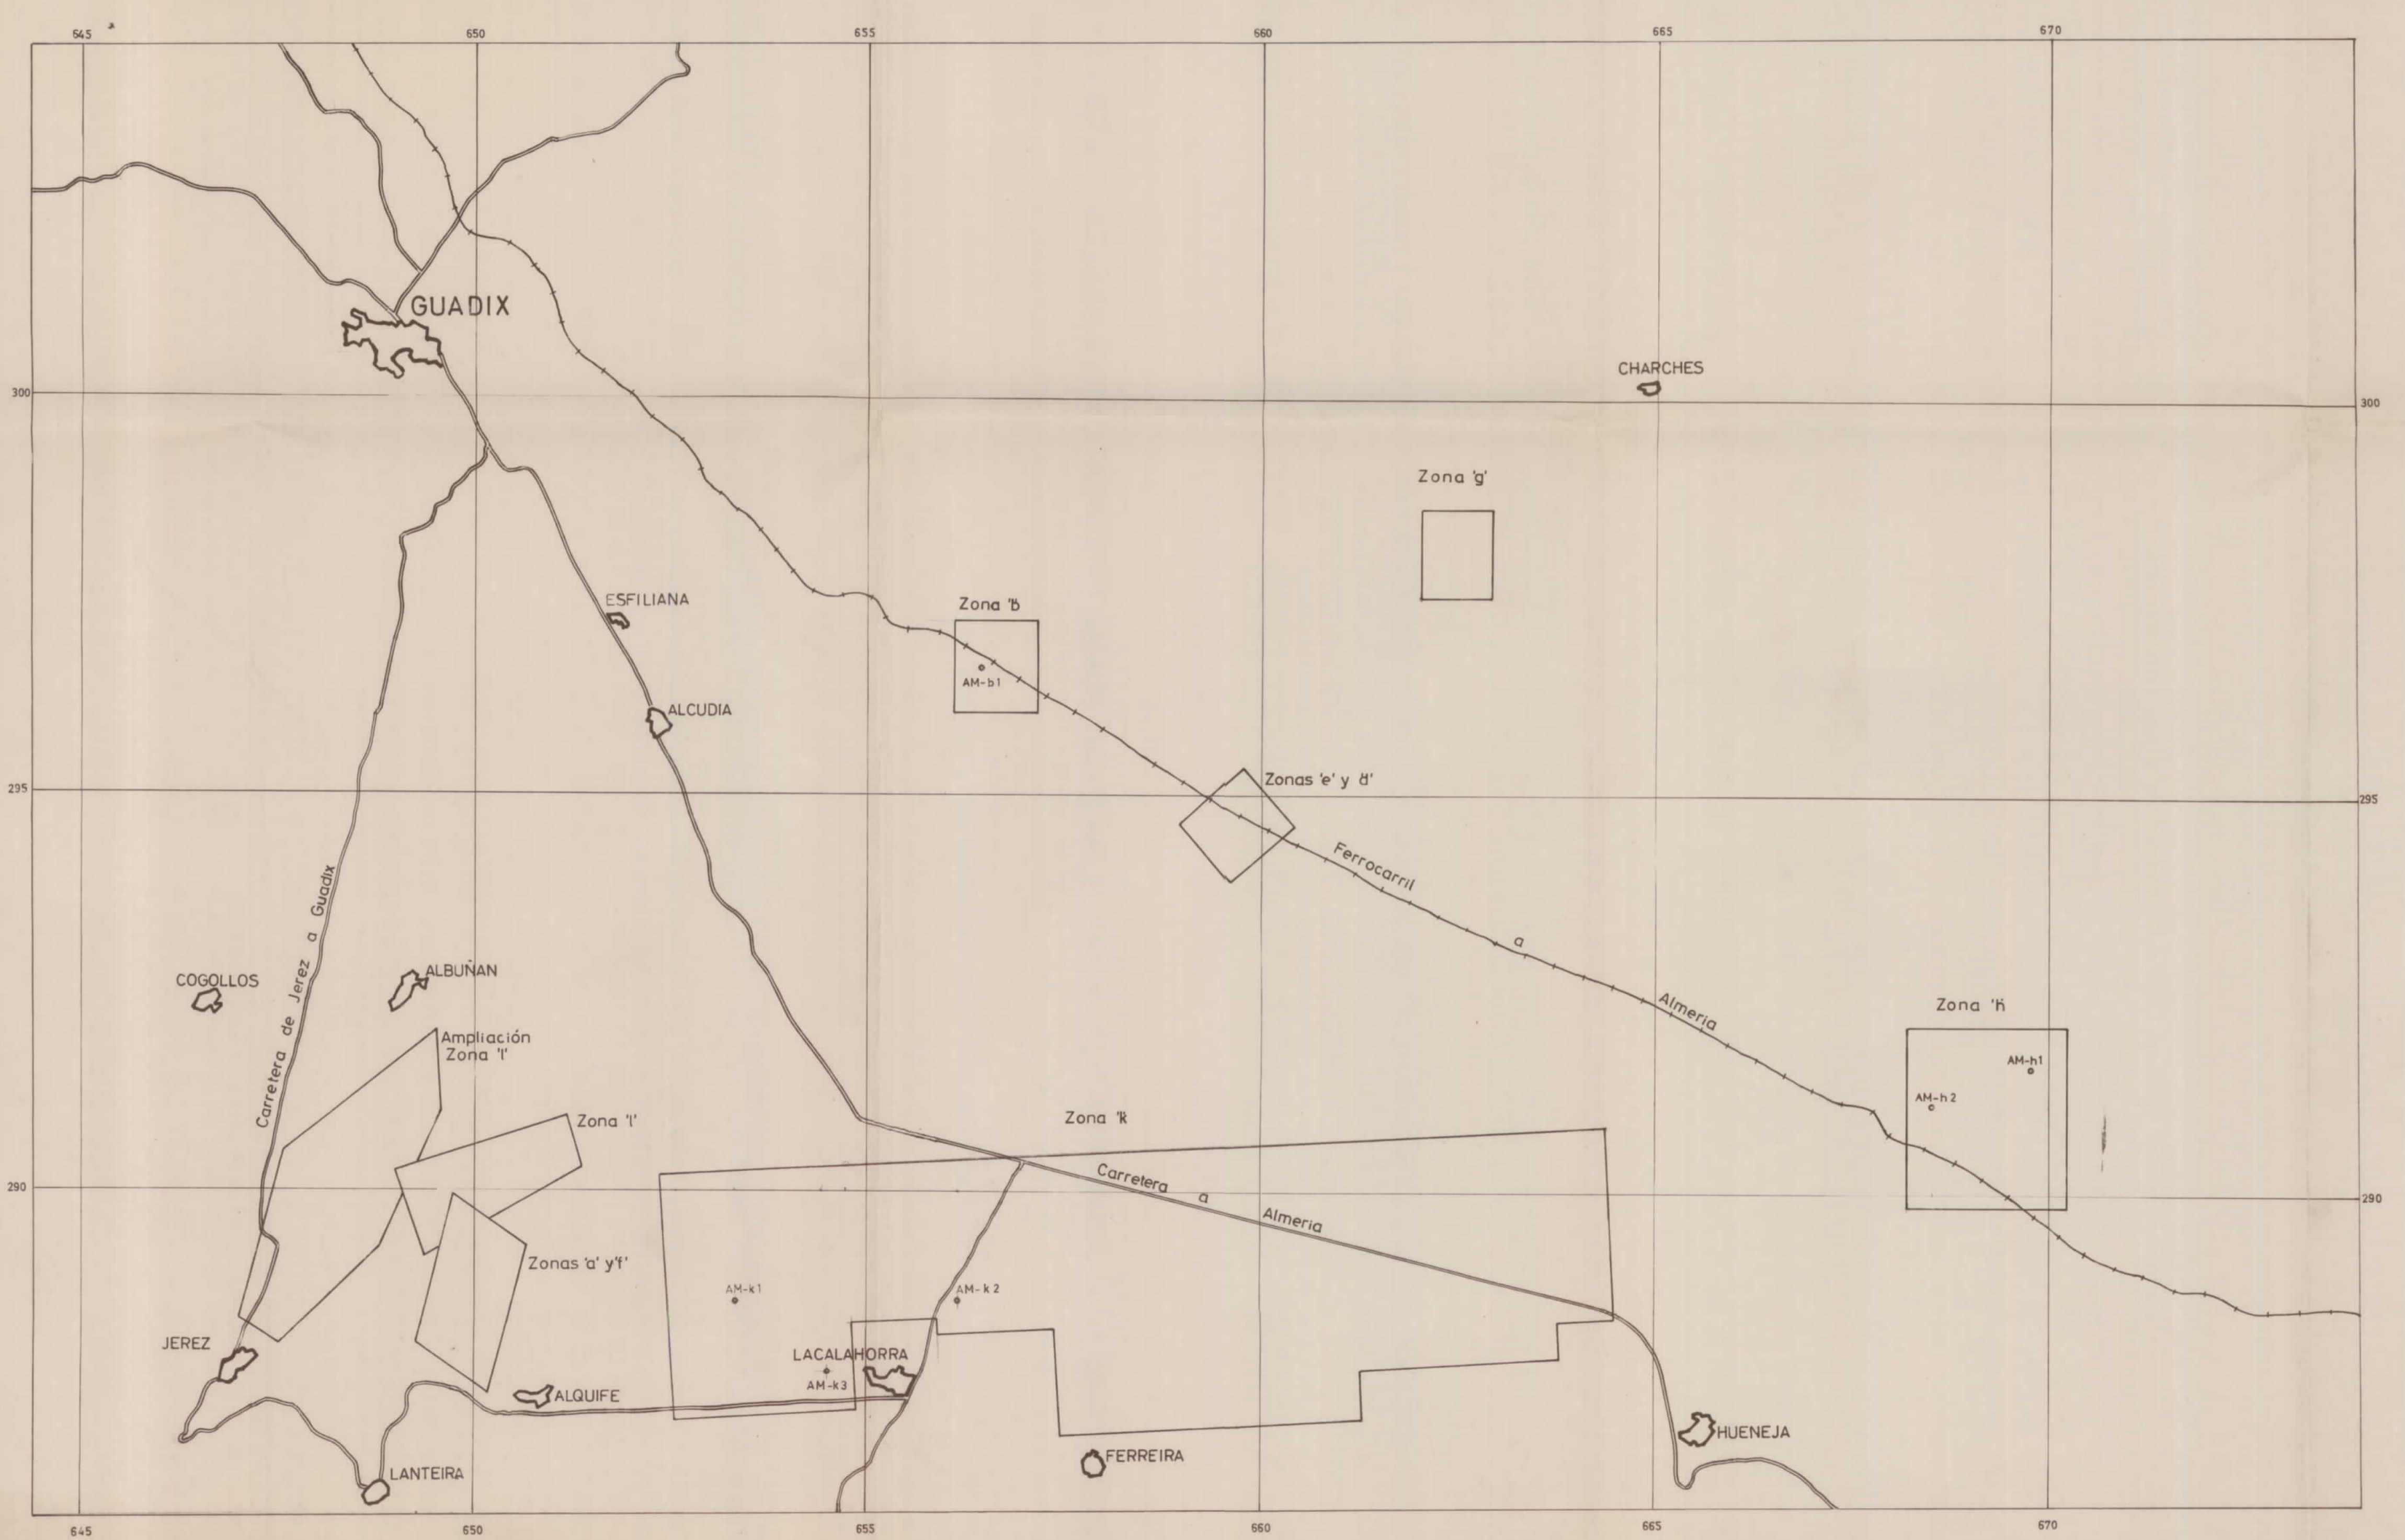 645 650 655 660 665 670
GUADIX
CHARCHES
300 300
Zona 'g'
ESFILIANA
Zona 'b'
AM-b1
ALCUDIA
Zonas 'e' y 'd'
295 295
Ferrocarril a Almeria
Carretera de Jerez a Guadix
COGOLLOS
ALBUÑAN
Ampliación
Zona 'l'
Zona 'h'
AM-h1
AM-h2
Zona 'l'
Zona 'k'
290 290
Carretera a Almeria
Zonas 'a' y 'f'
AM-k1
AM-k2
JEREZ
LACALAHORRA
AM-k3
ALQUIFE
HUENEJA
FERREIRA
LANTEIRA
645 650 655 660 665 670